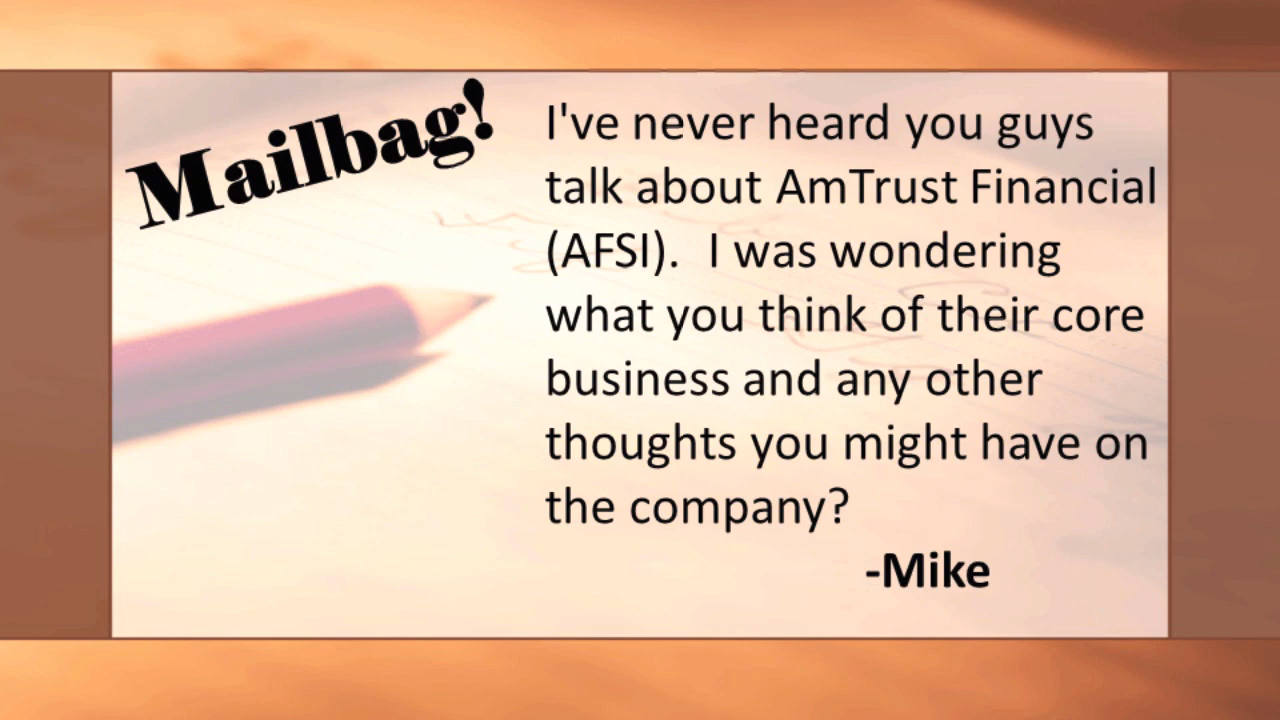 Mailbag!
I've never heard you guys
talk about AmTrust Financial
(AFSI).  I was wondering
what you think of their core
business and any other
thoughts you might have on
the company?
-Mike